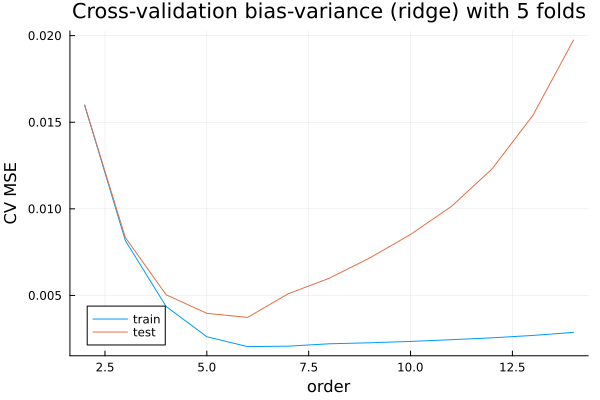 Cross-validation bias-variance (ridge) with 5 folds
CV MSE
0.020
0.015
0.010
0.005
train
test
2.5 5.0 7.5 10.0 12.5
order